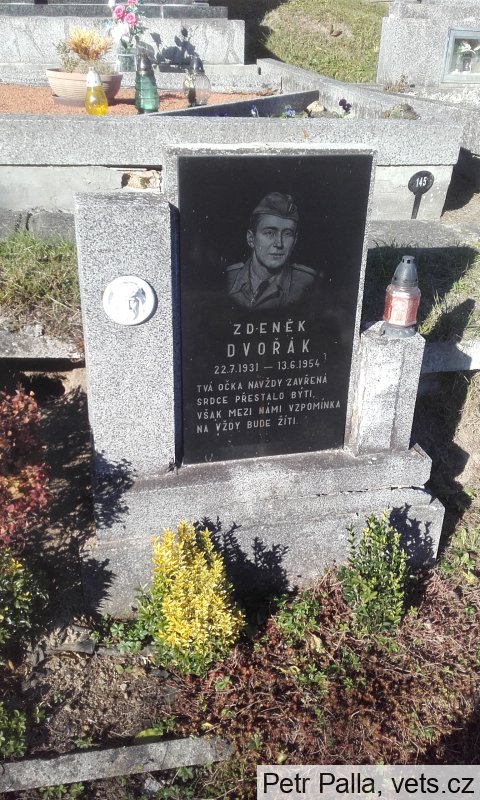 145
ZDENĚK
DVOŘÁK
22.7.1931 — 13.6.1954
TVÁ OČKA NAVŽDY ZAVŘENÁ
SRDCE PŘESTALO BÝTI,
VŠAK MEZI NÁMI VZPOMÍNKA
NA VŽDY BUDE ŽÍTI.
Petr Palla, vets.cz